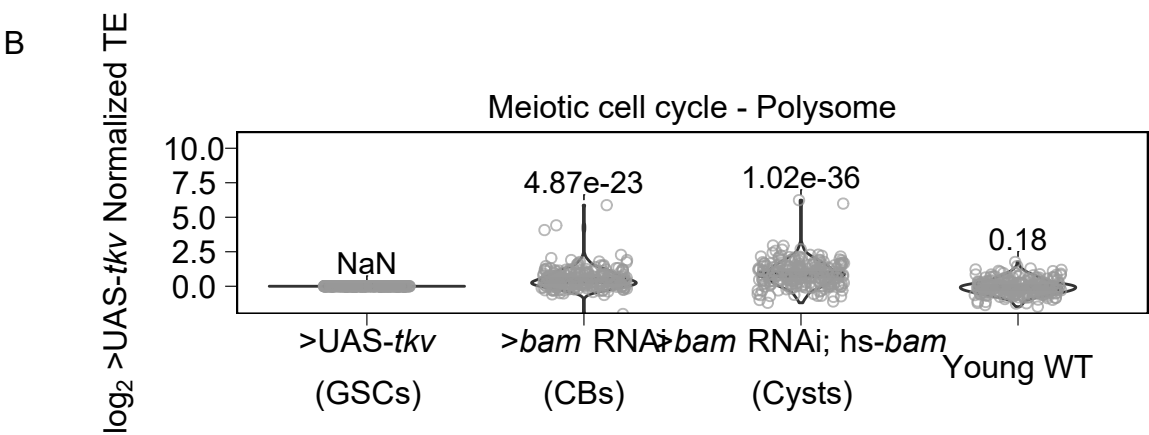 B
log₂ >UAS-tkv Normalized TE
Meiotic cell cycle - Polysome
10.0
7.5
5.0
2.5
0.0
NaN
4.87e-23
1.02e-36
0.18
>UAS-tkv
(GSCs)
>bam RNAi
(CBs)
>bam RNAi; hs-bam
(Cysts)
Young WT